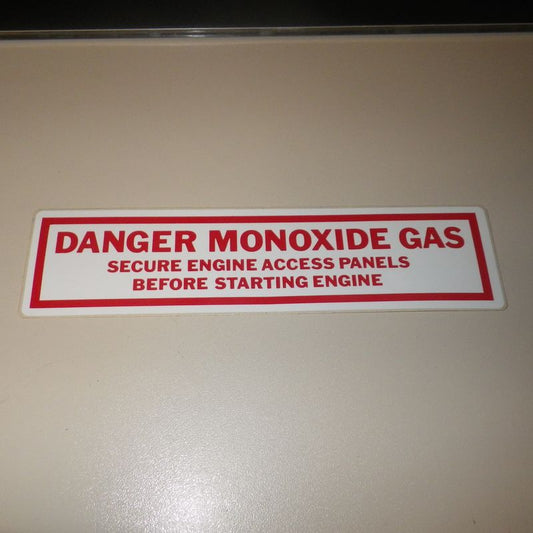 DANGER MONOXIDE GAS
SECURE ENGINE ACCESS PANELS
BEFORE STARTING ENGINE